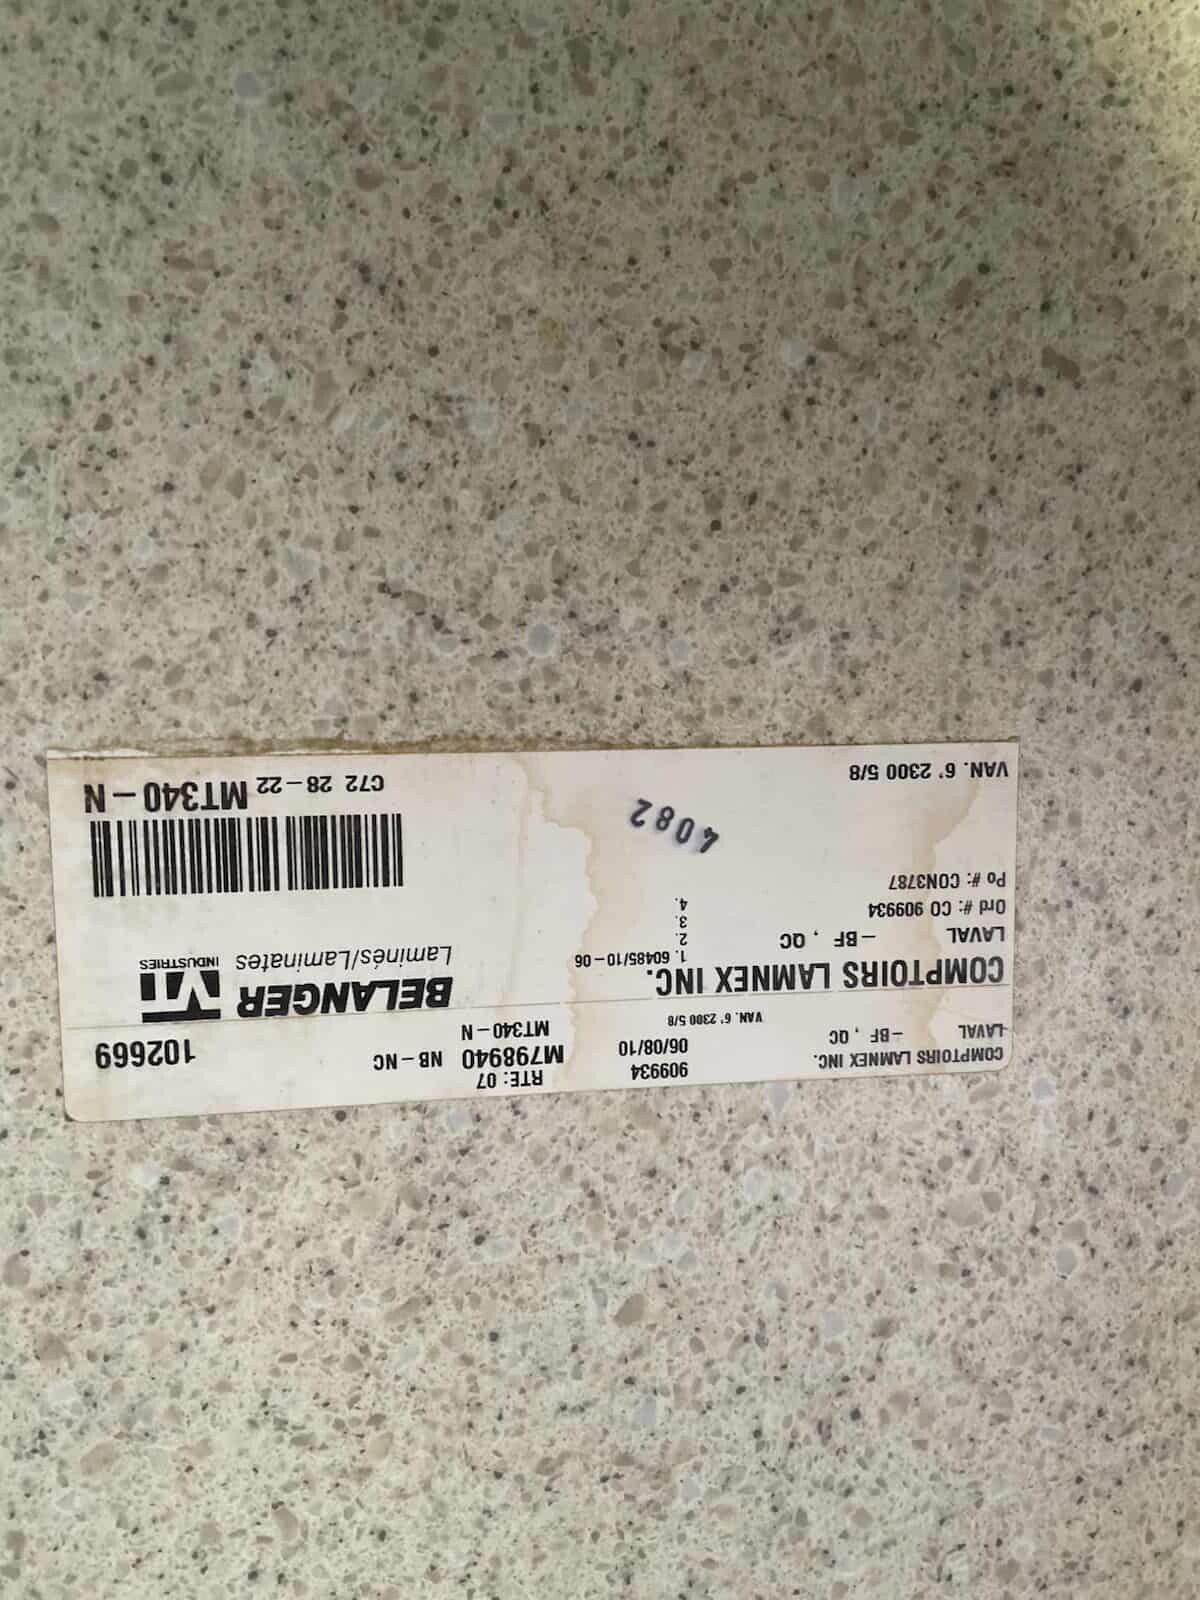 COMPTOIRS LAMNEX INC.
LAVAL -BF , QC
909934
06/08/10
VAN. 6' 2300 5/8
RTE: 07
M798940 NB-NC
MT340-N
102669
COMPTOIRS LAMNEX INC.
LAVAL -BF , QC
Ord #: CO 909934
Po #: CON3787
1. 60485/10-06
2.
3.
4.
4082
VAN. 6' 2300 5/8
BELANGER
Laminés/Laminates
VT
INDUSTRIES
C72 28-22 MT340-N